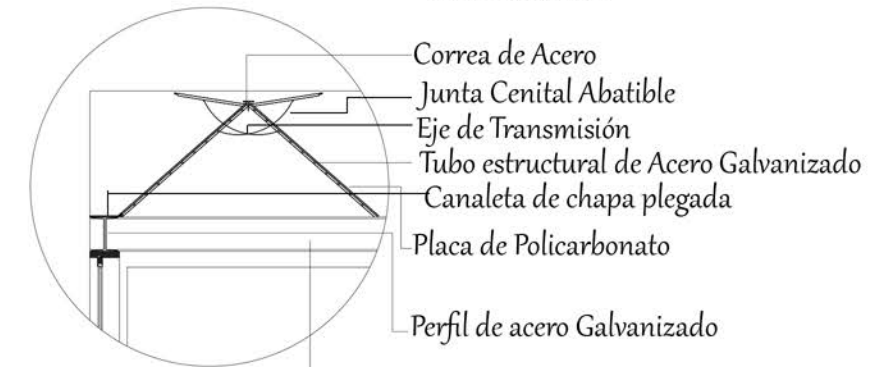 Correa de Acero
Junta Cenital Abatible
Eje de Transmisión
Tubo estructural de Acero Galvanizado
Canaleta de chapa plegada
Placa de Policarbonato
Perfil de acero Galvanizado